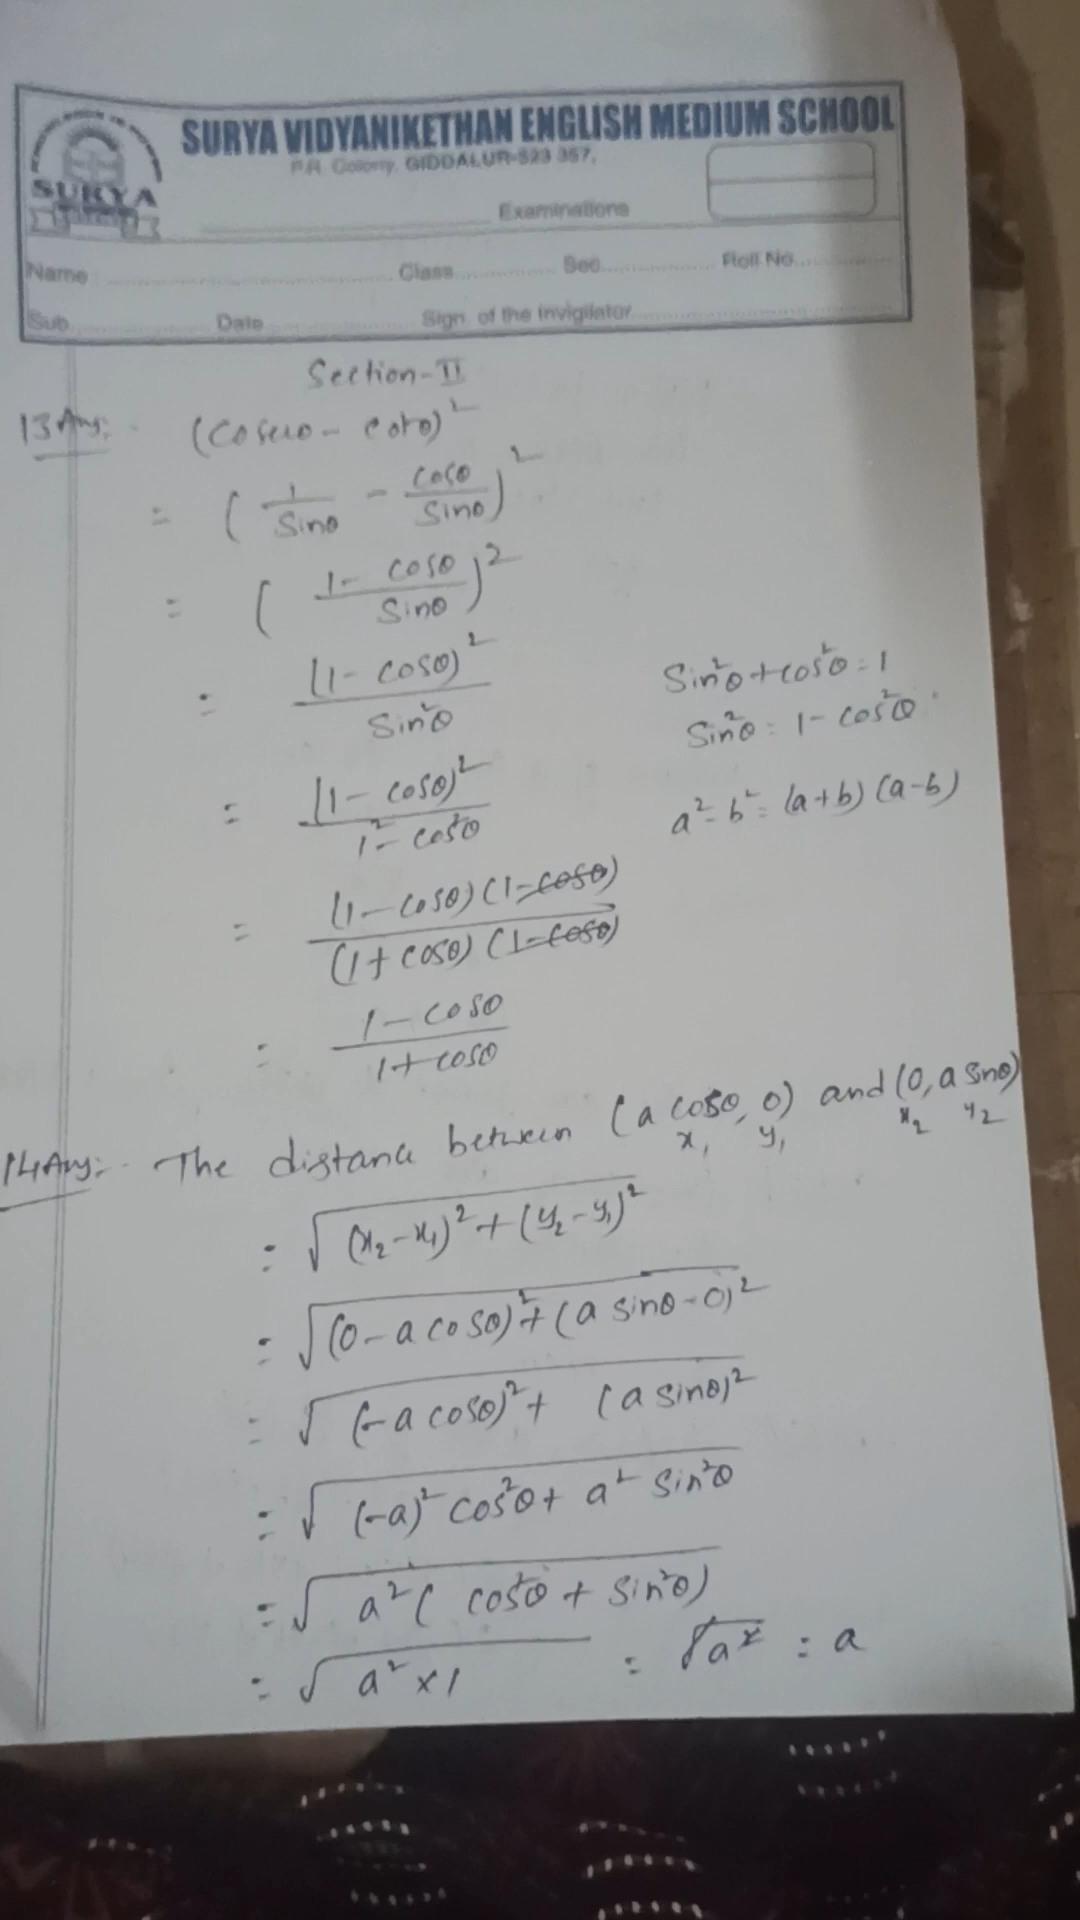 SURYA VIDYANIKETHAN ENGLISH MEDIUM SCHOOL
P.R. Colony, GIDDALUR-523 357.
SURYA
Examinations
Name Class Sec. Roll No.
Sub. Date Sign. of the Invigilator
Section-II
13 Ans: (cosecθ - cotθ)²
= (1/Sinθ - cosθ/Sinθ)²
= (1- cosθ/Sinθ)²
= (1- cosθ)²/Sin²θ
Sin²θ + cos²θ = 1
Sin²θ = 1- cos²θ
= (1- cosθ)²/1²- cos²θ
a²- b² = (a+b) (a-b)
= (1- cosθ) (1-cosθ)/(1+ cosθ) (1-cosθ)
= 1- cosθ/1+ cosθ
14 Ans: The distance between (a cosθ, 0) and (0, a sinθ)
x₁ y₁ x₂ y₂
= √(x₂-x₁)² + (y₂-y₁)²
= √(0-a cosθ)² + (a sinθ-0)²
= √(-a cosθ)² + (a sinθ)²
= √(-a)² cos²θ + a² sin²θ
= √a² ( cos²θ + sin²θ)
= √a² x 1 = √a² = a